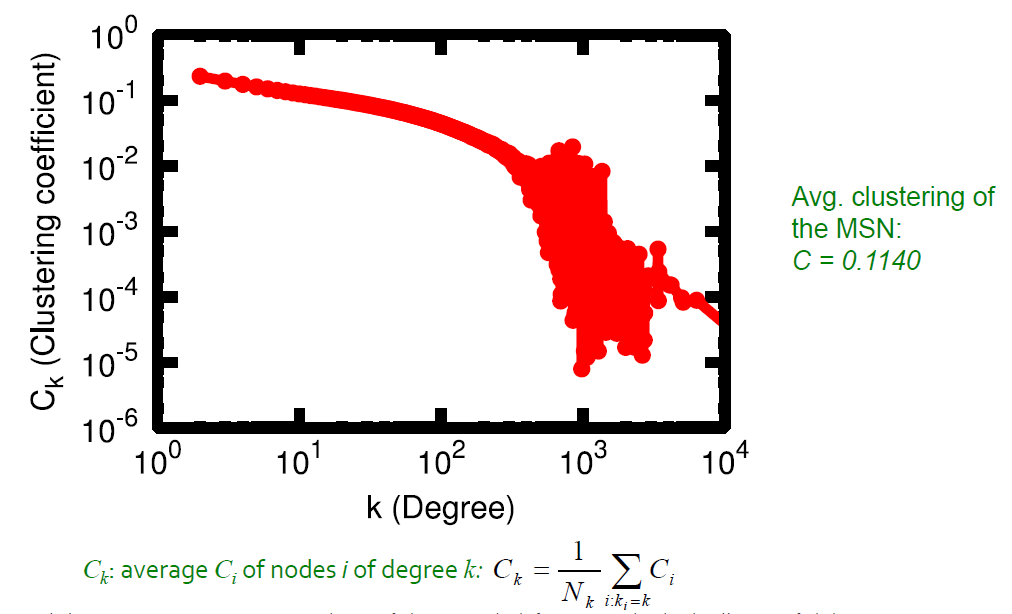 10^0
10^-1
10^-2
10^-3
10^-4
10^-5
10^-6
C_k (Clustering coefficient)
10^0 10^1 10^2 10^3 10^4
k (Degree)
Avg. clustering of
the MSN:
C = 0.1140
C_k: average C_i of nodes i of degree k: C_k = 1/N_k ∑_{i:k_i=k} C_i